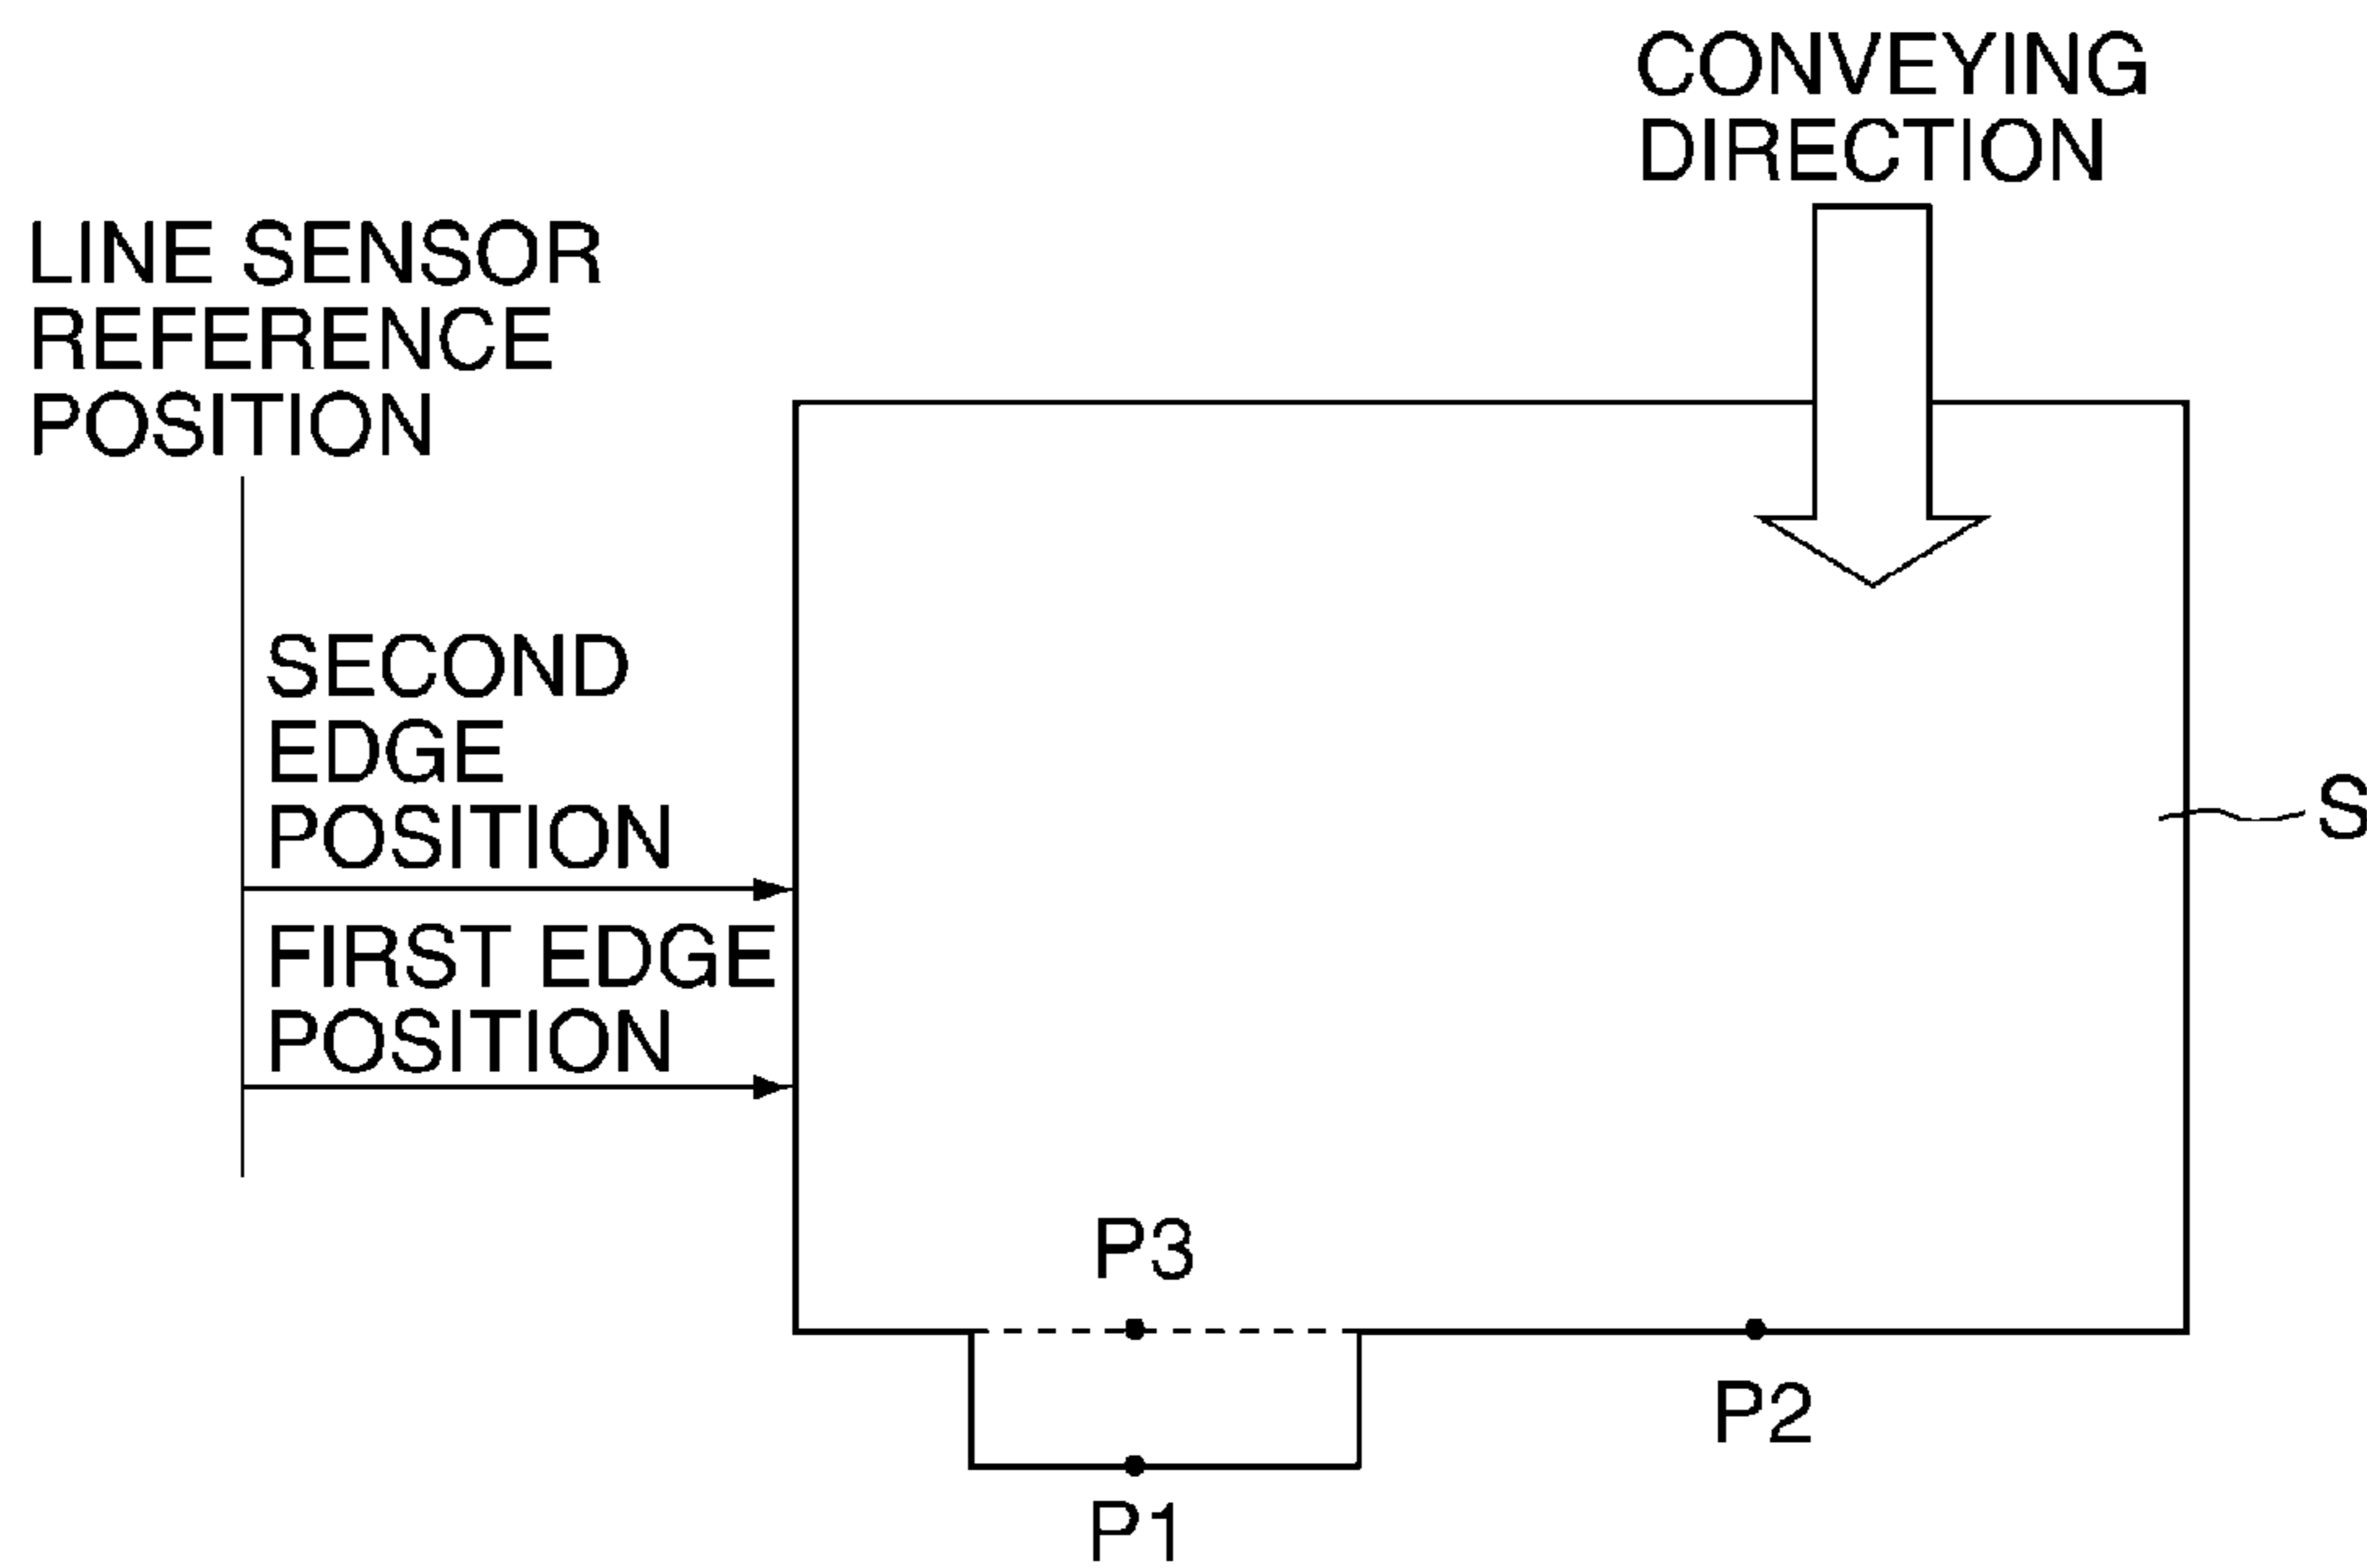 CONVEYING
DIRECTION
LINE SENSOR
REFERENCE
POSITION
SECOND
EDGE
POSITION
S
FIRST EDGE
POSITION
P3
P2
P1